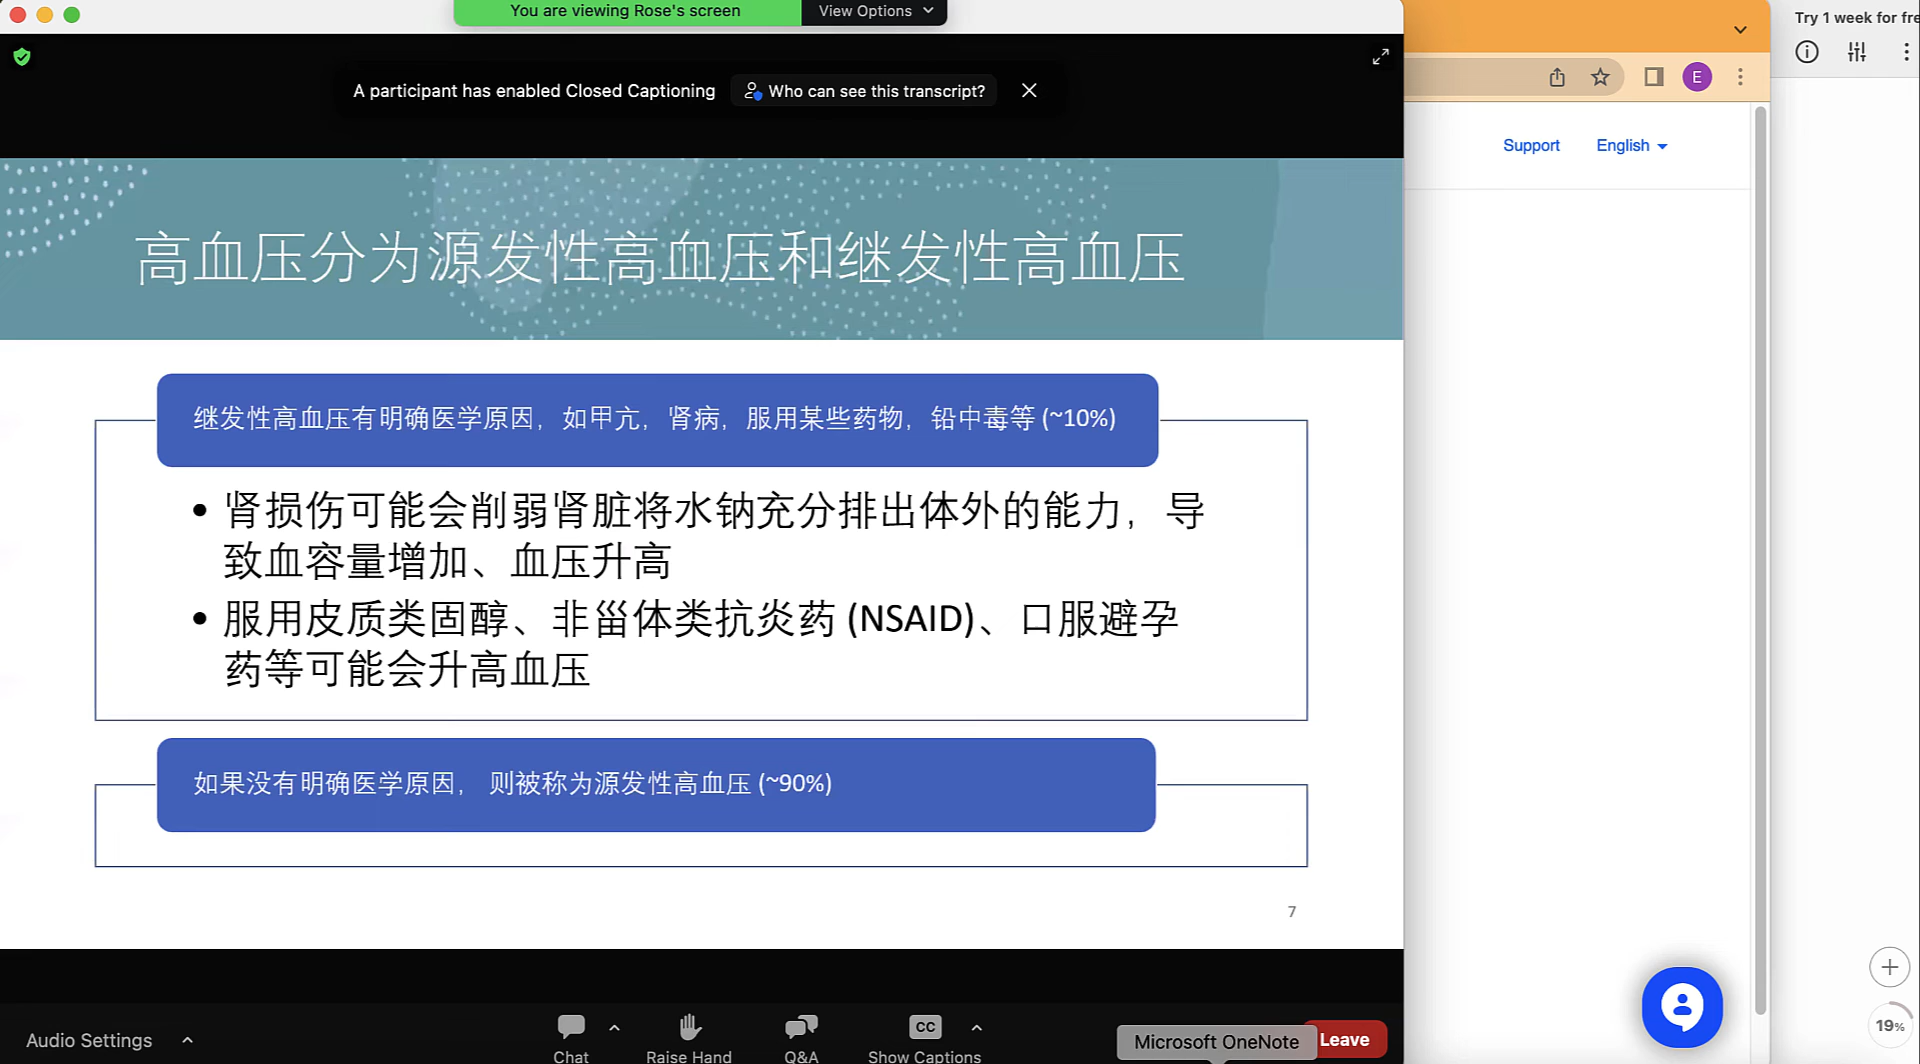 You are viewing Rose's screen
View Options
Try 1 week for fre
A participant has enabled Closed Captioning
Who can see this transcript?
E
Support
English
高血压分为源发性高血压和继发性高血压
继发性高血压有明确医学原因，如甲亢，肾病，服用某些药物，铅中毒等 (~10%)
• 肾损伤可能会削弱肾脏将水钠充分排出体外的能力，导
致血容量增加、血压升高
• 服用皮质类固醇、非甾体类抗炎药 (NSAID)、口服避孕
药等可能会升高血压
如果没有明确医学原因， 则被称为源发性高血压 (~90%)
7
19%
Audio Settings
Chat
Raise Hand
Q&A
CC
Show Captions
Microsoft OneNote
Leave